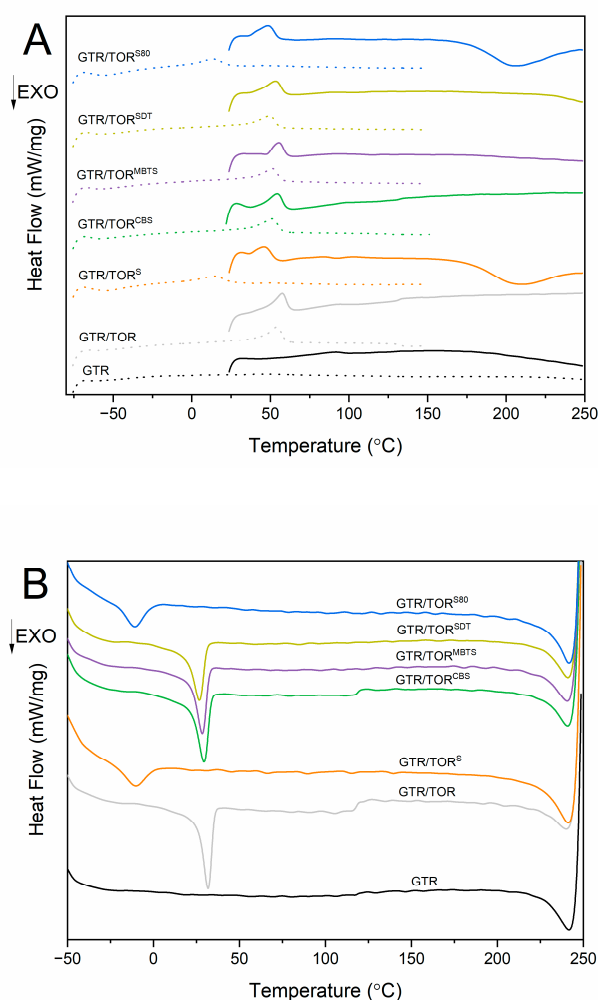 A
EXO
Heat Flow (mW/mg)
GTR/TOR^S80
GTR/TOR^SDT
GTR/TOR^MBTS
GTR/TOR^CBS
GTR/TOR^S
GTR/TOR
GTR
−50 0 50 100 150 200 250
Temperature (°C)
B
EXO
Heat Flow (mW/mg)
GTR/TOR^S80
GTR/TOR^SDT
GTR/TOR^MBTS
GTR/TOR^CBS
GTR/TOR^S
GTR/TOR
GTR
−50 0 50 100 150 200 250
Temperature (°C)